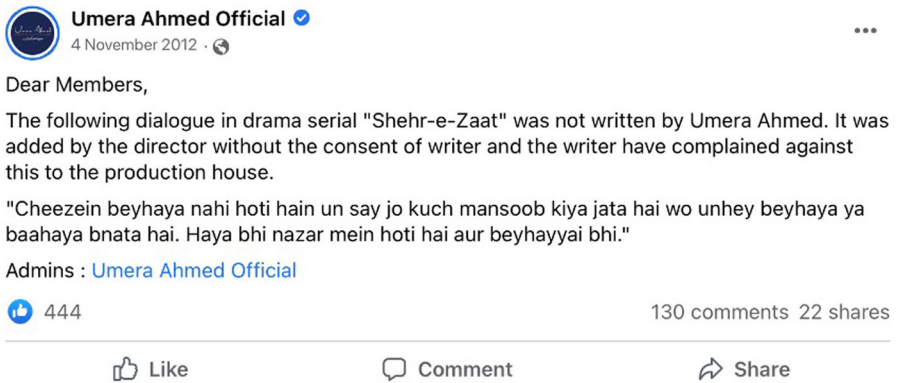 Umera Ahmed Official
4 November 2012 ·
Dear Members,
The following dialogue in drama serial "Shehr-e-Zaat" was not written by Umera Ahmed. It was
added by the director without the consent of writer and the writer have complained against
this to the production house.
"Cheezein beyhaya nahi hoti hain un say jo kuch mansoob kiya jata hai wo unhey beyhaya ya
baahaya bnata hai. Haya bhi nazar mein hoti hai aur beyhayyai bhi."
Admins : Umera Ahmed Official
444
130 comments 22 shares
Like
Comment
Share